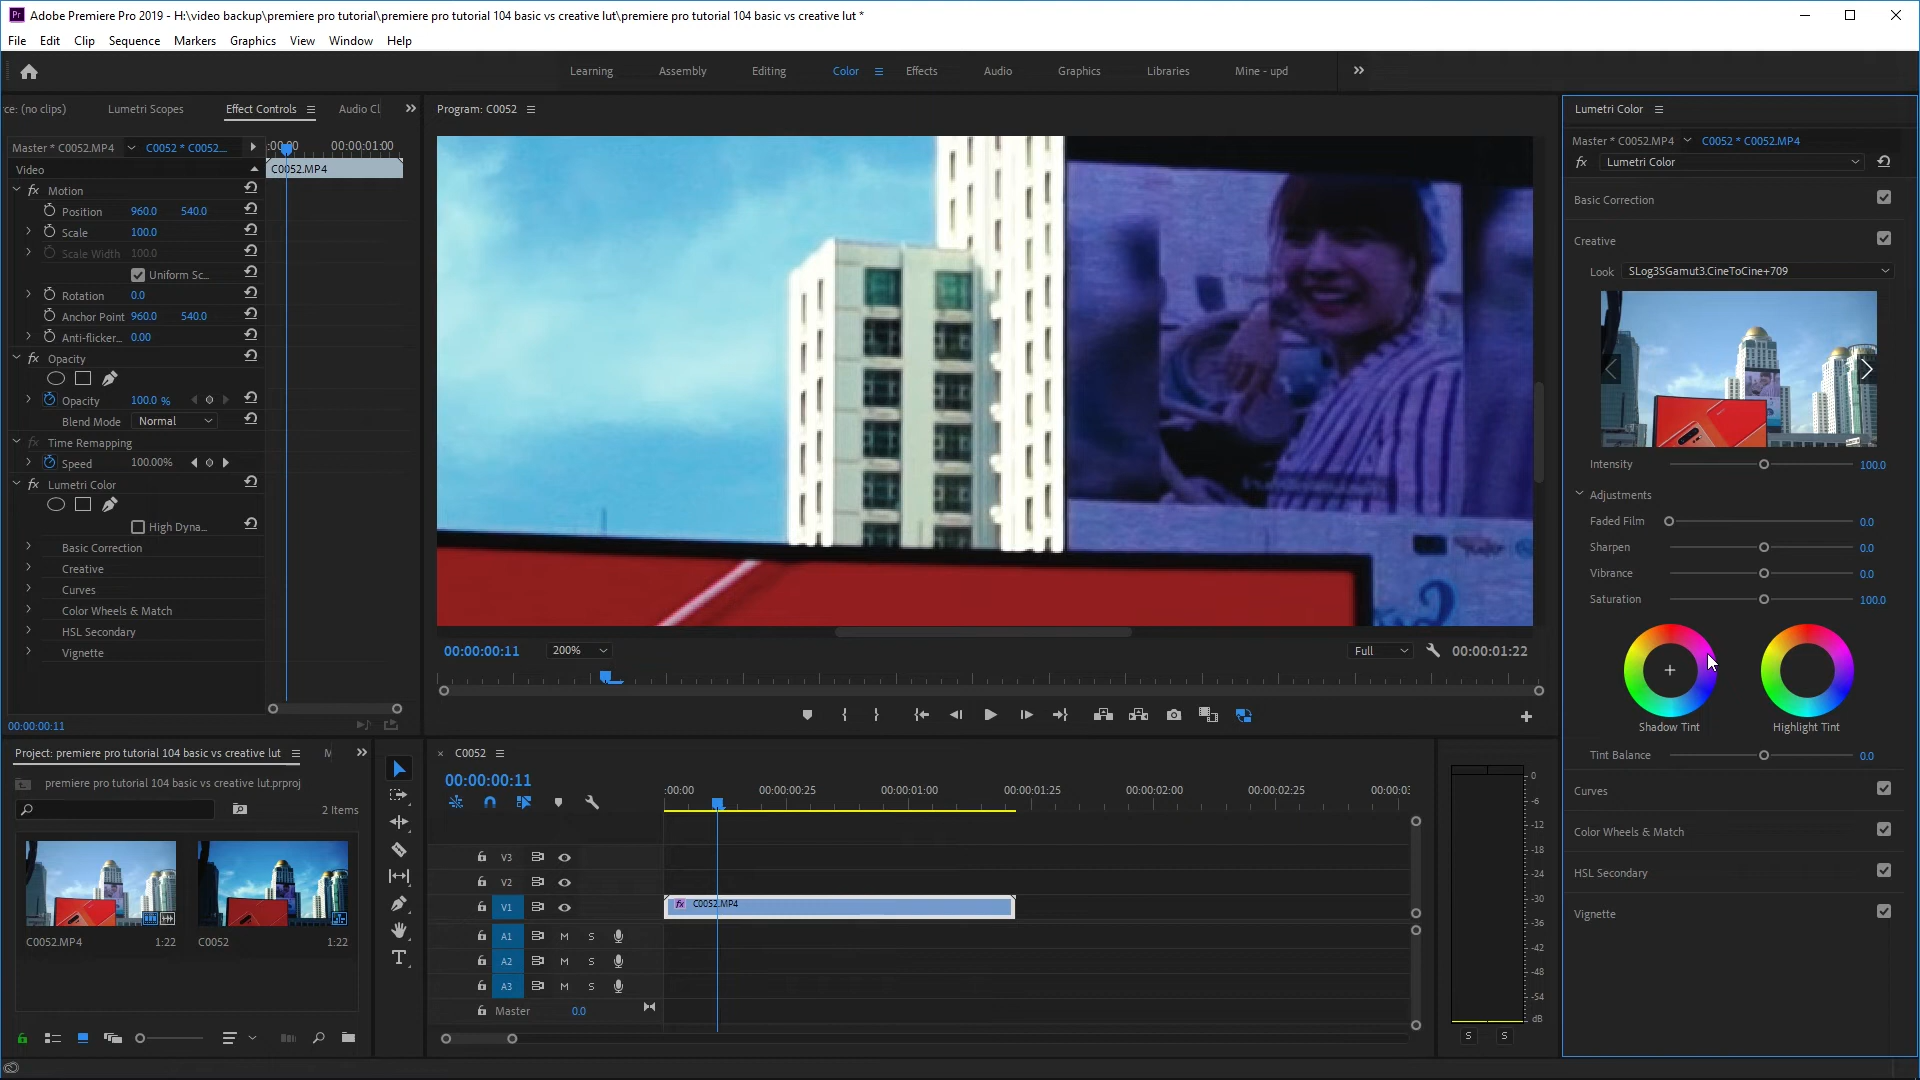 Adobe Premiere Pro 2019 - H:\video backup\premiere pro tutorial\premiere pro tutorial 104 basic vs creative lut\premiere pro tutorial 104 basic vs creative lut *
File Edit Clip Sequence Markers Graphics View Window Help
Learning Assembly Editing Color Effects Audio Graphics Libraries Mine - upd
rce: (no clips) Lumetri Scopes Effect Controls Audio Cl
Master * C0052.MP4 C0052 * C0052...
:00:00 00:00:01:00
Video
C0052.MP4
fx Motion
Position 960.0 540.0
Scale 100.0
Scale Width 100.0
Uniform Sc...
Rotation 0.0
Anchor Point 960.0 540.0
Anti-flicker... 0.00
fx Opacity
Opacity 100.0 %
Blend Mode Normal
fx Time Remapping
Speed 100.00%
fx Lumetri Color
High Dyna...
Basic Correction
Creative
Curves
Color Wheels & Match
HSL Secondary
Vignette
00:00:00:11
Program: C0052
00:00:00:11 200% Full 00:00:01:22
Lumetri Color
Master * C0052.MP4 C0052 * C0052.MP4
fx Lumetri Color
Basic Correction
Creative
Look SLog3SGamut3.CineToCine+709
Intensity 100.0
Adjustments
Faded Film 0.0
Sharpen 0.0
Vibrance 0.0
Saturation 100.0
Shadow Tint Highlight Tint
Tint Balance 0.0
Curves
Color Wheels & Match
HSL Secondary
Vignette
Project: premiere pro tutorial 104 basic vs creative lut M
premiere pro tutorial 104 basic vs creative lut.prproj
2 Items
C0052.MP4 1:22
C0052 1:22
C0052
00:00:00:11
:00:00 00:00:00:25 00:00:01:00 00:00:01:25 00:00:02:00 00:00:02:25 00:00:03:
V3
V2
V1 fx C0052.MP4
A1 M S
A2 M S
A3 M S
Master 0.0
0
-6
-12
-18
-24
-30
-36
-42
-48
-54
dB
S S